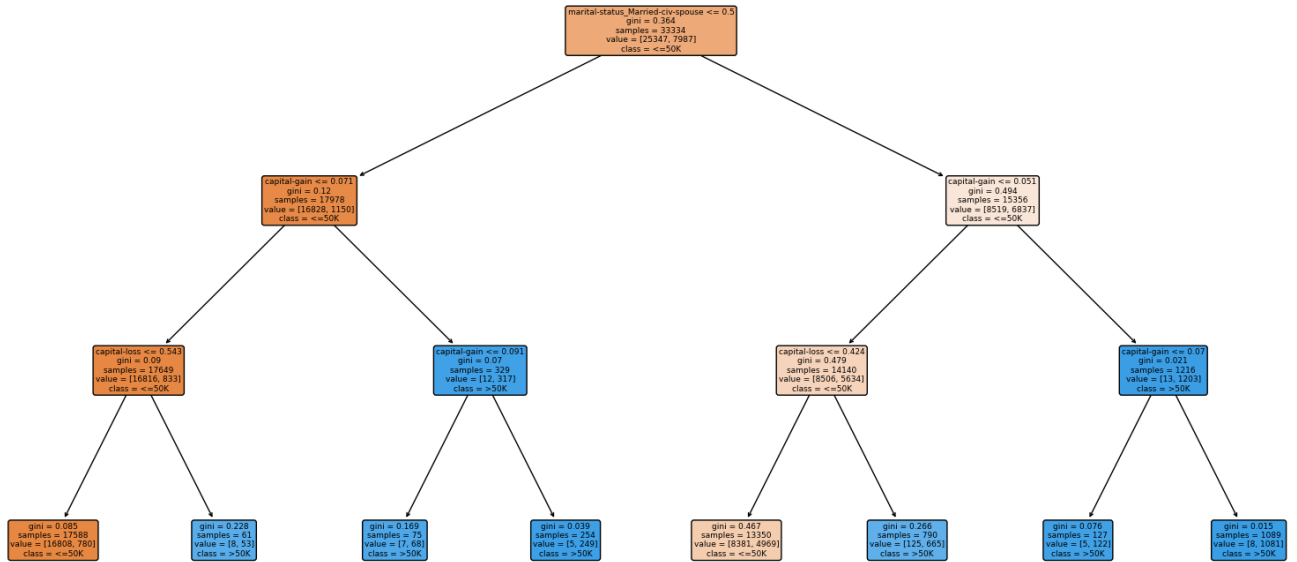 marital-status_Married-civ-spouse <= 0.5
gini = 0.364
samples = 33334
value = [25347, 7987]
class = <=50K
capital-gain <= 0.071
gini = 0.12
samples = 17978
value = [16828, 1150]
class = <=50K
capital-gain <= 0.051
gini = 0.494
samples = 15356
value = [8519, 6837]
class = <=50K
capital-loss <= 0.543
gini = 0.09
samples = 17649
value = [16816, 833]
class = <=50K
capital-gain <= 0.091
gini = 0.07
samples = 329
value = [12, 317]
class = >50K
capital-loss <= 0.424
gini = 0.479
samples = 14140
value = [8506, 5634]
class = <=50K
capital-gain <= 0.07
gini = 0.021
samples = 1216
value = [13, 1203]
class = >50K
gini = 0.085
samples = 17588
value = [16808, 780]
class = <=50K
gini = 0.228
samples = 61
value = [8, 53]
class = >50K
gini = 0.169
samples = 75
value = [7, 68]
class = >50K
gini = 0.039
samples = 254
value = [5, 249]
class = >50K
gini = 0.467
samples = 13350
value = [8381, 4969]
class = <=50K
gini = 0.266
samples = 790
value = [125, 665]
class = >50K
gini = 0.076
samples = 127
value = [5, 122]
class = >50K
gini = 0.015
samples = 1089
value = [8, 1081]
class = >50K